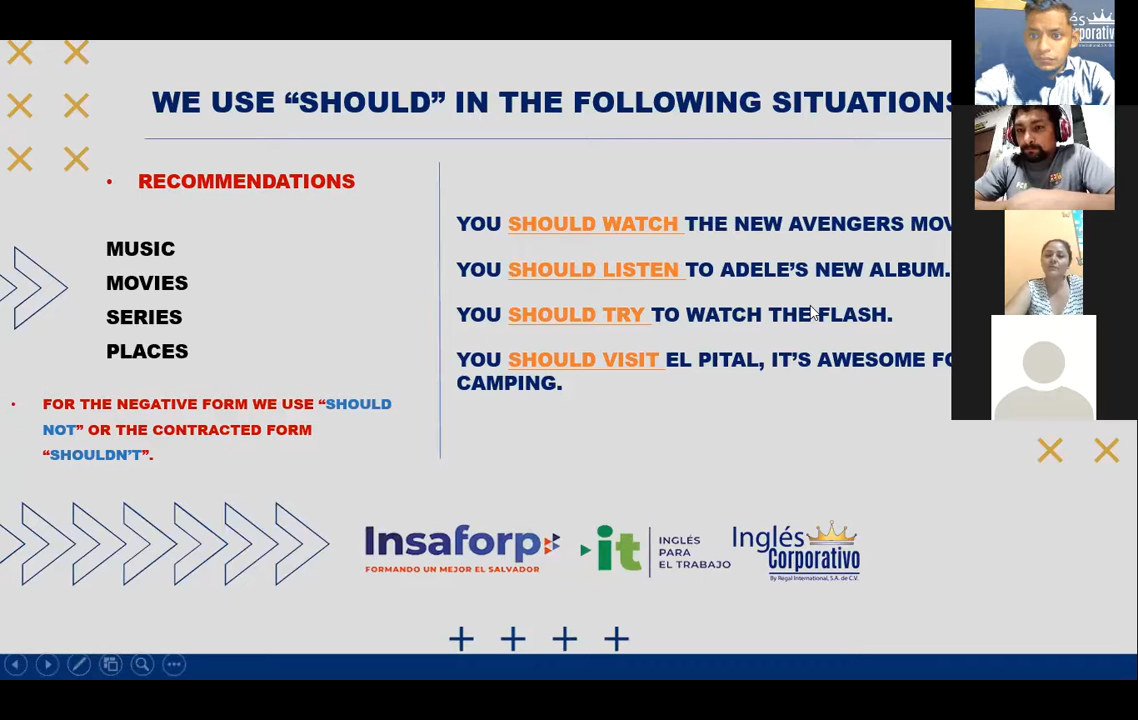 WE USE “SHOULD” IN THE FOLLOWING SITUATIONS
• RECOMMENDATIONS
MUSIC
MOVIES
SERIES
PLACES
• FOR THE NEGATIVE FORM WE USE “SHOULD
NOT” OR THE CONTRACTED FORM
“SHOULDN’T”.
YOU SHOULD WATCH THE NEW AVENGERS
YOU SHOULD LISTEN TO ADELE’S NEW ALBUM.
YOU SHOULD TRY TO WATCH THE FLASH.
YOU SHOULD VISIT EL PITAL, IT’S AWESOME
CAMPING.
Insaforp
FORMANDO UN MEJOR EL SALVADOR
it
INGLÉS
PARA
EL TRABAJO
Inglés
Corporativo
By Regal International, S.A. de C.V.